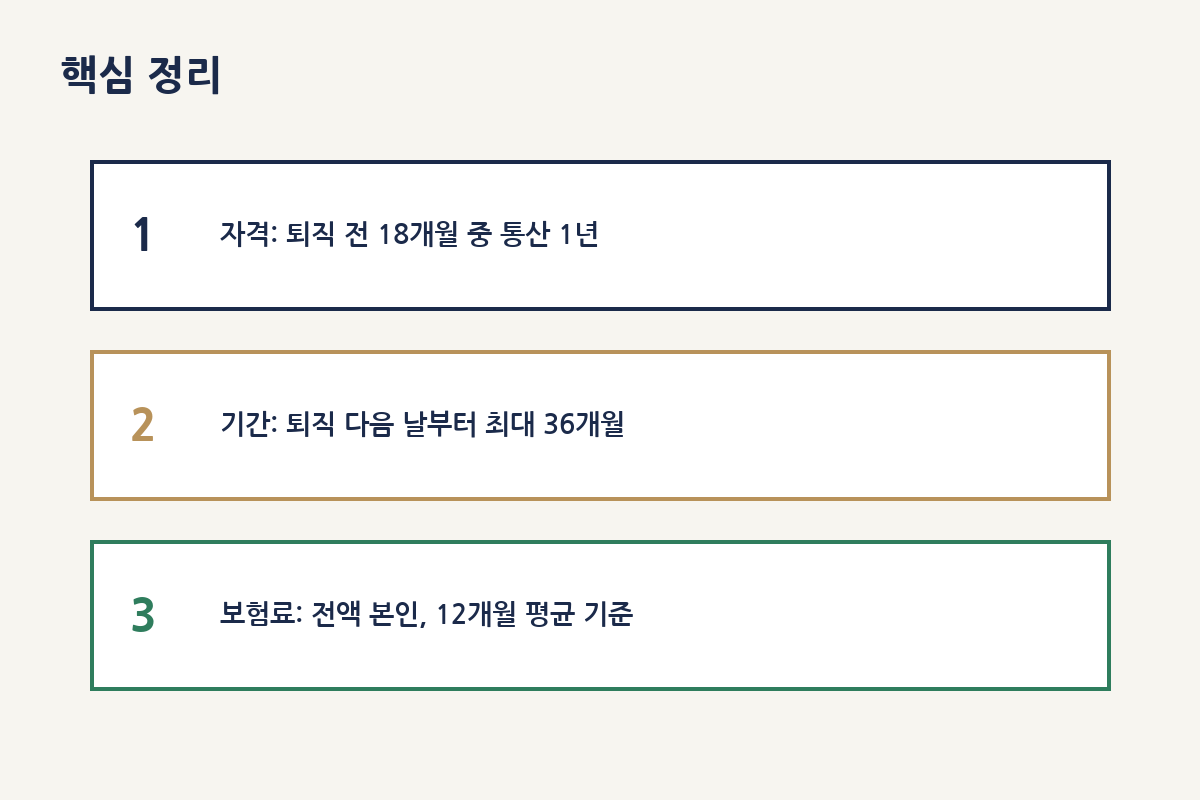 핵심 정리
1
자격: 퇴직 전 18개월 중 통산 1년
2
기간: 퇴직 다음 날부터 최대 36개월
3
보험료: 전액 본인, 12개월 평균 기준